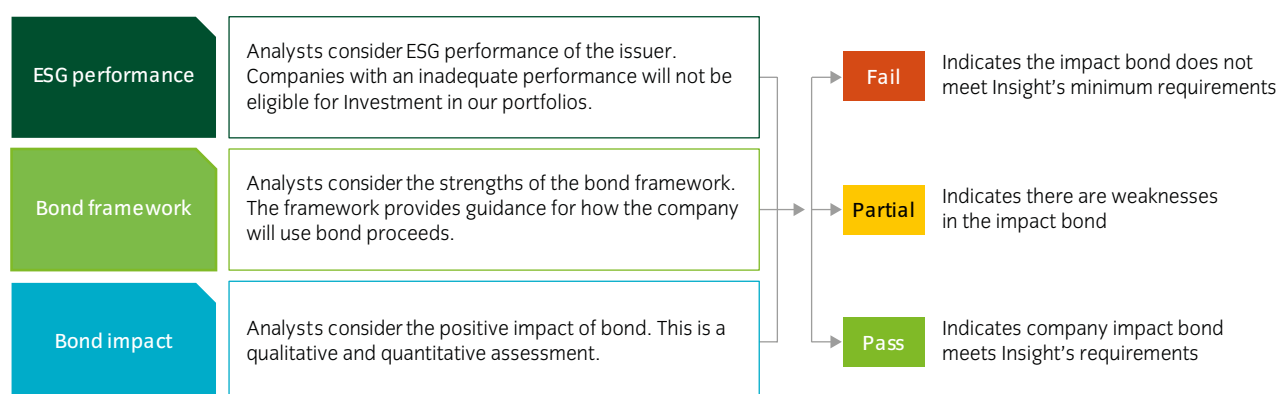 ESG performance
Analysts consider ESG performance of the issuer.
Companies with an inadequate performance will not be
eligible for Investment in our portfolios.
Bond framework
Analysts consider the strengths of the bond framework.
The framework provides guidance for how the company
will use bond proceeds.
Bond impact
Analysts consider the positive impact of bond. This is a
qualitative and quantitative assessment.
Fail
Indicates the impact bond does not
meet Insight's minimum requirements
Partial
Indicates there are weaknesses
in the impact bond
Pass
Indicates company impact bond
meets Insight's requirements